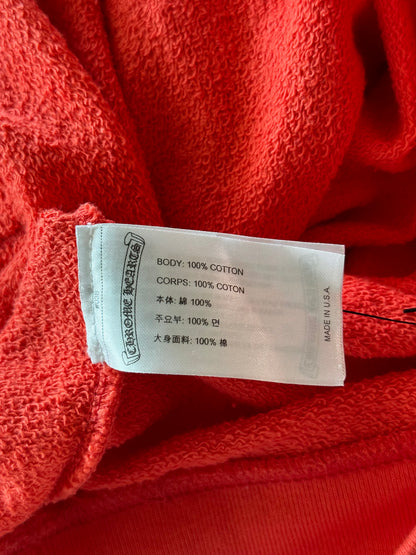 CHROME HEARTS
BODY: 100% COTTON
CORPS: 100% COTON
本体: 綿 100%
주요부: 100% 면
大身面料: 100% 棉
MADE IN U.S.A.